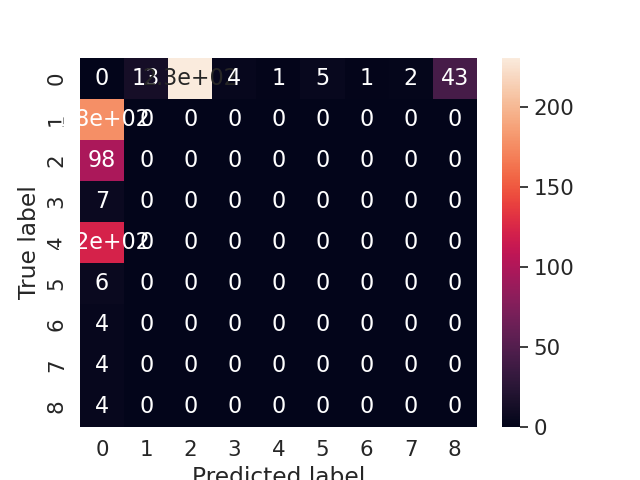 0 0 13 4 1 5 1 2 43
1 0 0 0 0 0 0 0 0
2 98 0 0 0 0 0 0 0 0
3 7 0 0 0 0 0 0 0 0
4 0 0 0 0 0 0 0 0
5 6 0 0 0 0 0 0 0 0
6 4 0 0 0 0 0 0 0 0
7 4 0 0 0 0 0 0 0 0
8 4 0 0 0 0 0 0 0 0
0 1 2 3 4 5 6 7 8
True label
Predicted label
200
150
100
50
0